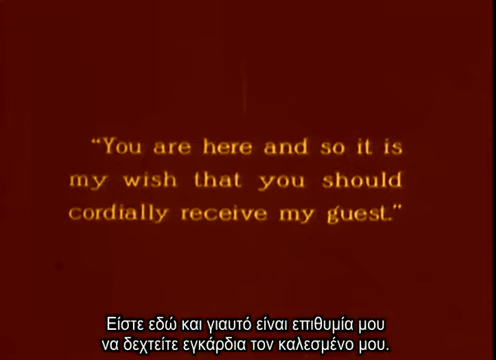 “You are here and so it is
my wish that you should
cordially receive my guest.”
Είστε εδώ και γιαυτό είναι επιθυμία μου
να δεχτείτε εγκάρδια τον καλεσμένο μου.